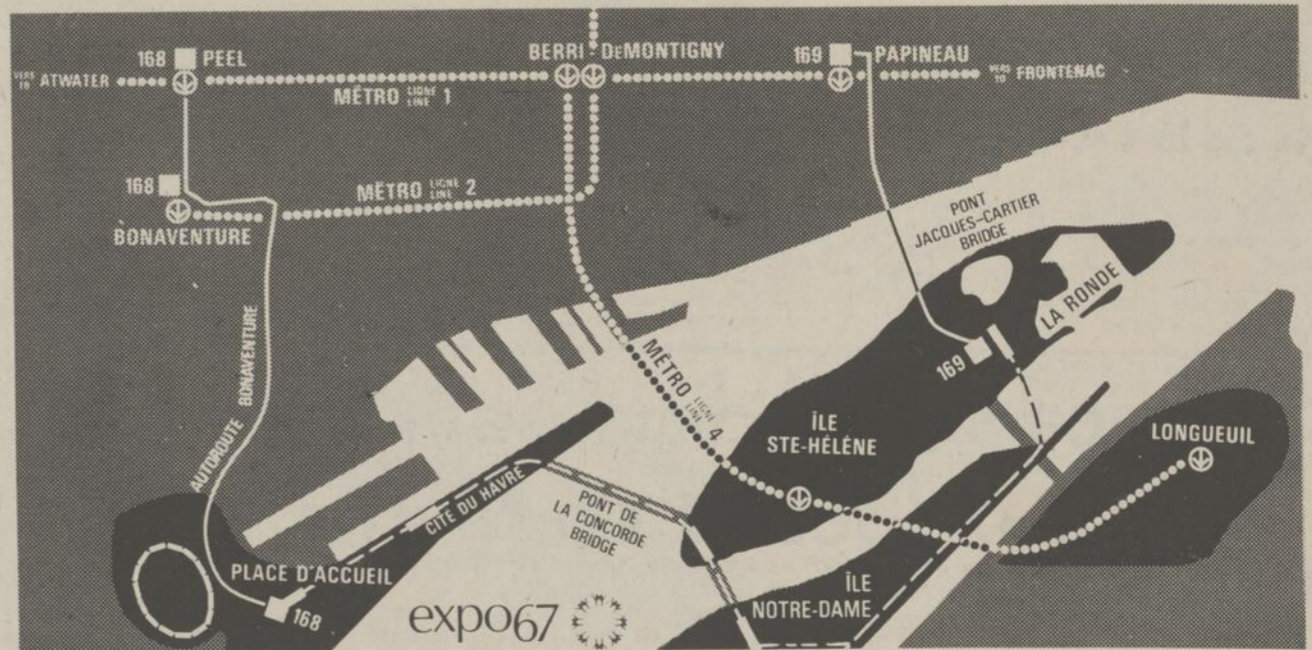 168 PEEL
VERS
TO ATWATER
MÉTRO LIGNE
LINE 1
BERRI - DEMONTIGNY
169 PAPINEAU
VERS
TO FRONTENAC
168
BONAVENTURE
MÉTRO LIGNE
LINE 2
PONT
JACQUES-CARTIER
BRIDGE
LA RONDE
169
AUTOROUTE BONAVENTURE
MÉTRO LIGNE
LINE 4
ÎLE
STE-HÉLÈNE
LONGUEUIL
CITÉ DU HAVRE
PONT DE
LA CONCORDE
BRIDGE
PLACE D'ACCUEIL
168
ÎLE
NOTRE-DAME
expo67